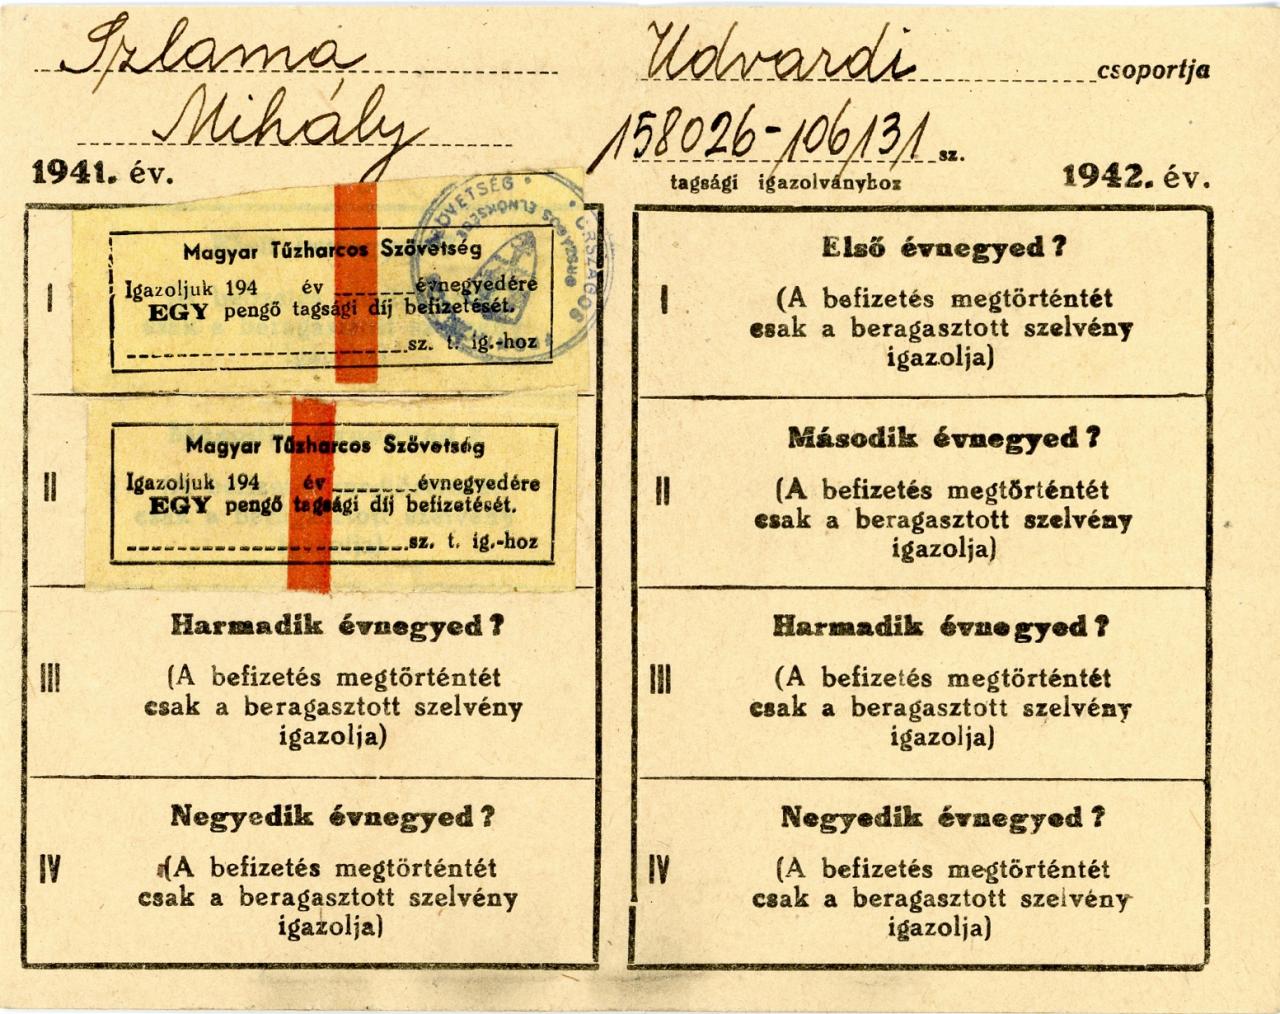 Szlama
Mihály
Udvardi csoportja
158026-106131 sz.
tagsági igazolványhoz
1941. év.
1942. év.
I
Magyar Tűzharcos Szövetség
Igazoljuk 194 év évnegyedére
EGY pengő tagsági díj befizetését.
sz. t. ig.-hoz
SZÖVETSÉG • ORSZÁGOS
ORSZÁGOS ELNÖKSÉGE
II
Magyar Tűzharcos Szövetség
Igazoljuk 194 év évnegyedére
EGY pengő tagsági díj befizetését.
sz. t. ig.-hoz
III
Harmadik évnegyed?
(A befizetés megtörténtét
csak a beragasztott szelvény
igazolja)
IV
Negyedik évnegyed?
(A befizetés megtörténtét
csak a beragasztott szelvény
igazolja)
I
Első évnegyed?
(A befizetés megtörténtét
csak a beragasztott szelvény
igazolja)
II
Második évnegyed?
(A befizetés megtörténtét
csak a beragasztott szelvény
igazolja)
III
Harmadik évnegyed?
(A befizetés megtörténtét
csak a beragasztott szelvény
igazolja)
IV
Negyedik évnegyed?
(A befizetés megtörténtét
csak a beragasztott szelvény
igazolja)